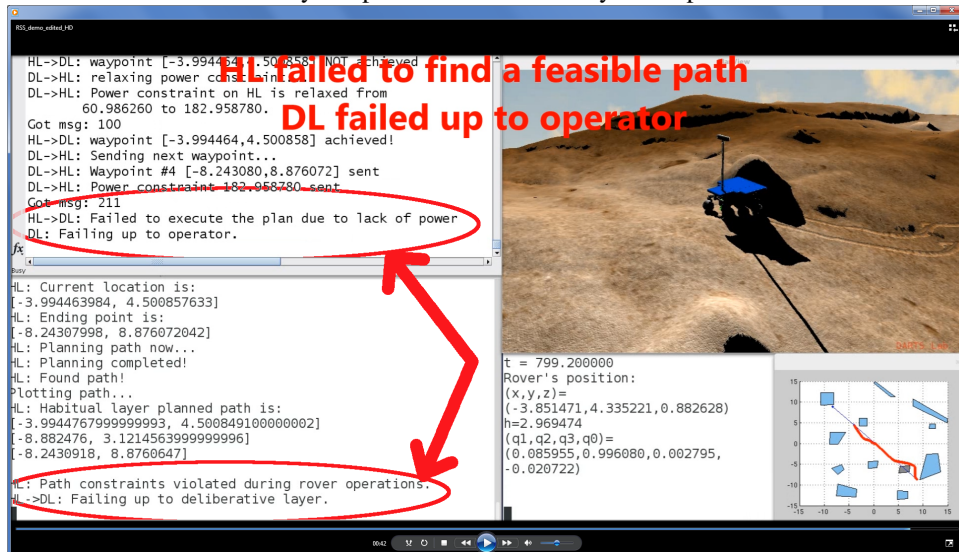 RSS_demo_edited_HD
HL failed to find a feasible path
DL failed up to operator
HL->DL: waypoint [-3.994464,4.500858] NOT achieved
DL->HL: relaxing power constraint
DL->HL: Power constraint on HL is relaxed from
60.986260 to 182.958780.
Got msg: 100
HL->DL: waypoint [-3.994464,4.500858] achieved!
DL->HL: Sending next waypoint...
DL->HL: Waypoint #4 [-8.243080,8.876072] sent
DL->HL: Power constraint 182.958780 sent
Got msg: 211
HL->DL: Failed to execute the plan due to lack of power
DL: Failing up to operator.
fx
Busy
HL: Current location is:
[-3.994463984, 4.500857633]
HL: Ending point is:
[-8.24307998, 8.876072042]
HL: Planning path now...
HL: Planning completed!
HL: Found path!
Plotting path...
HL: Habitual layer planned path is:
[-3.9944767999999993, 4.500849100000002]
[-8.882476, 3.1214563999999996]
[-8.2430918, 8.8760647]
HL: Path constraints violated during rover operations.
HL->DL: Failing up to deliberative layer.
t = 799.200000
Rover's position:
(x,y,z)=
(-3.851471,4.335221,0.882628)
h=2.969474
(q1,q2,q3,q0)=
(0.085955,0.996080,0.002795,
-0.020722)
15
10
5
0
-5
-10
-15
-15 -10 -5 0 5 10 15
00:42